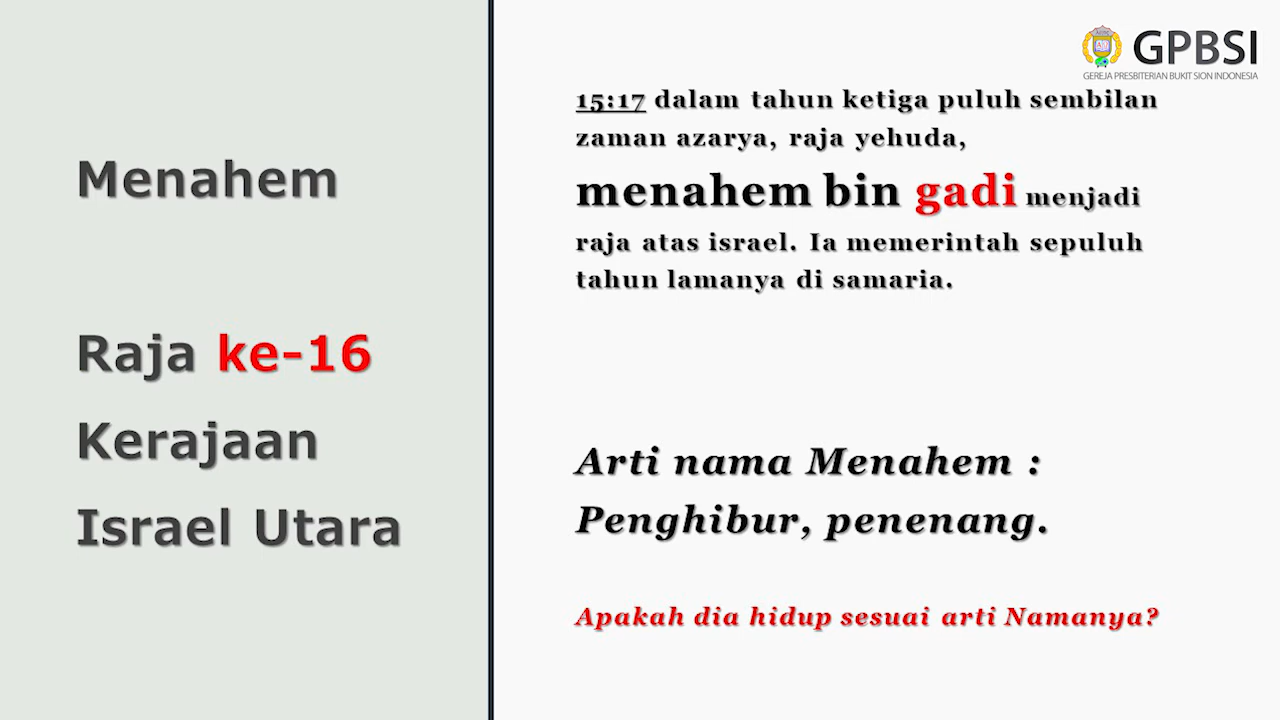 Menahem
Raja ke-16
Kerajaan
Israel Utara
GPBSI
GEREJA PRESBITERIAN BUKIT SION INDONESIA
15:17 dalam tahun ketiga puluh sembilan
zaman azarya, raja yehuda,
menahem bin gadi menjadi
raja atas israel. Ia memerintah sepuluh
tahun lamanya di samaria.
Arti nama Menahem :
Penghibur, penenang.
Apakah dia hidup sesuai arti Namanya?